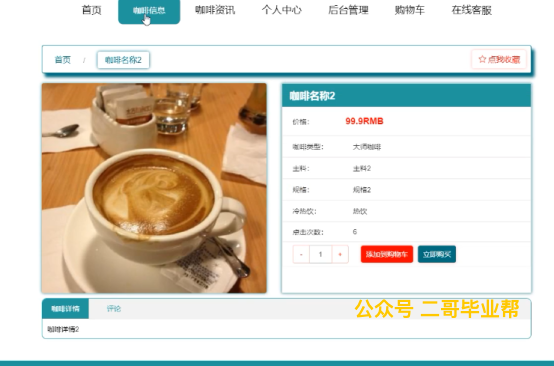 首页 咖啡信息 咖啡资讯 个人中心 后台管理 购物车 在线客服
首页 / 咖啡名称2 ☆点我收藏
咖啡名称2
价格： 99.9RMB
咖啡类型： 大师咖啡
主料： 主料2
规格： 规格2
冷热饮： 热饮
点击次数： 6
- 1 + 添加到购物车 立即购买
咖啡详情 评论
公众号 二哥毕业帮
咖啡详情2